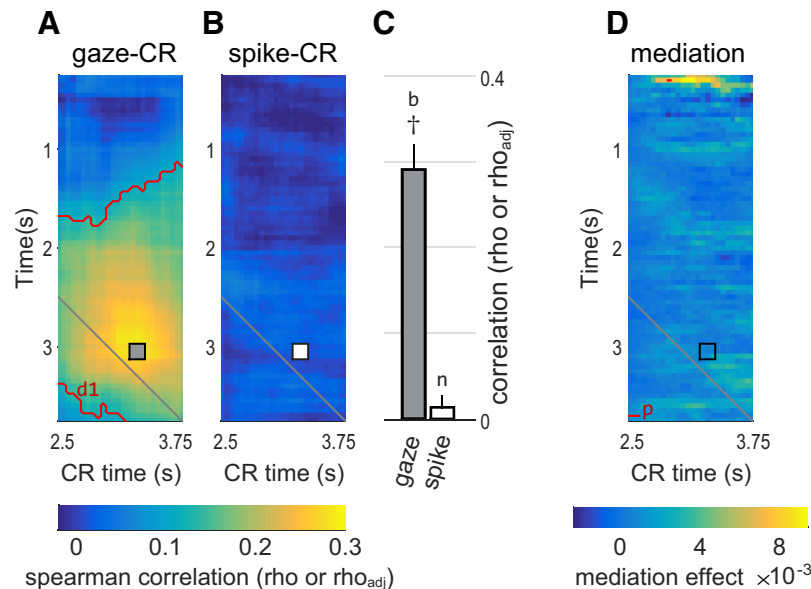 A
gaze-CR
B
spike-CR
C
D
mediation
Time(s)
1
2
3
d1
2.5
3.75
CR time (s)
1
2
3
2.5
3.75
CR time (s)
b
†
n
0.4
0
correlation (rho or rho_adj)
gaze
spike
1
2
3
p
2.5
3.75
CR time (s)
Time(s)
0
0.1
0.2
0.3
spearman correlation (rho or rho_adj)
0
4
8
mediation effect ×10⁻³